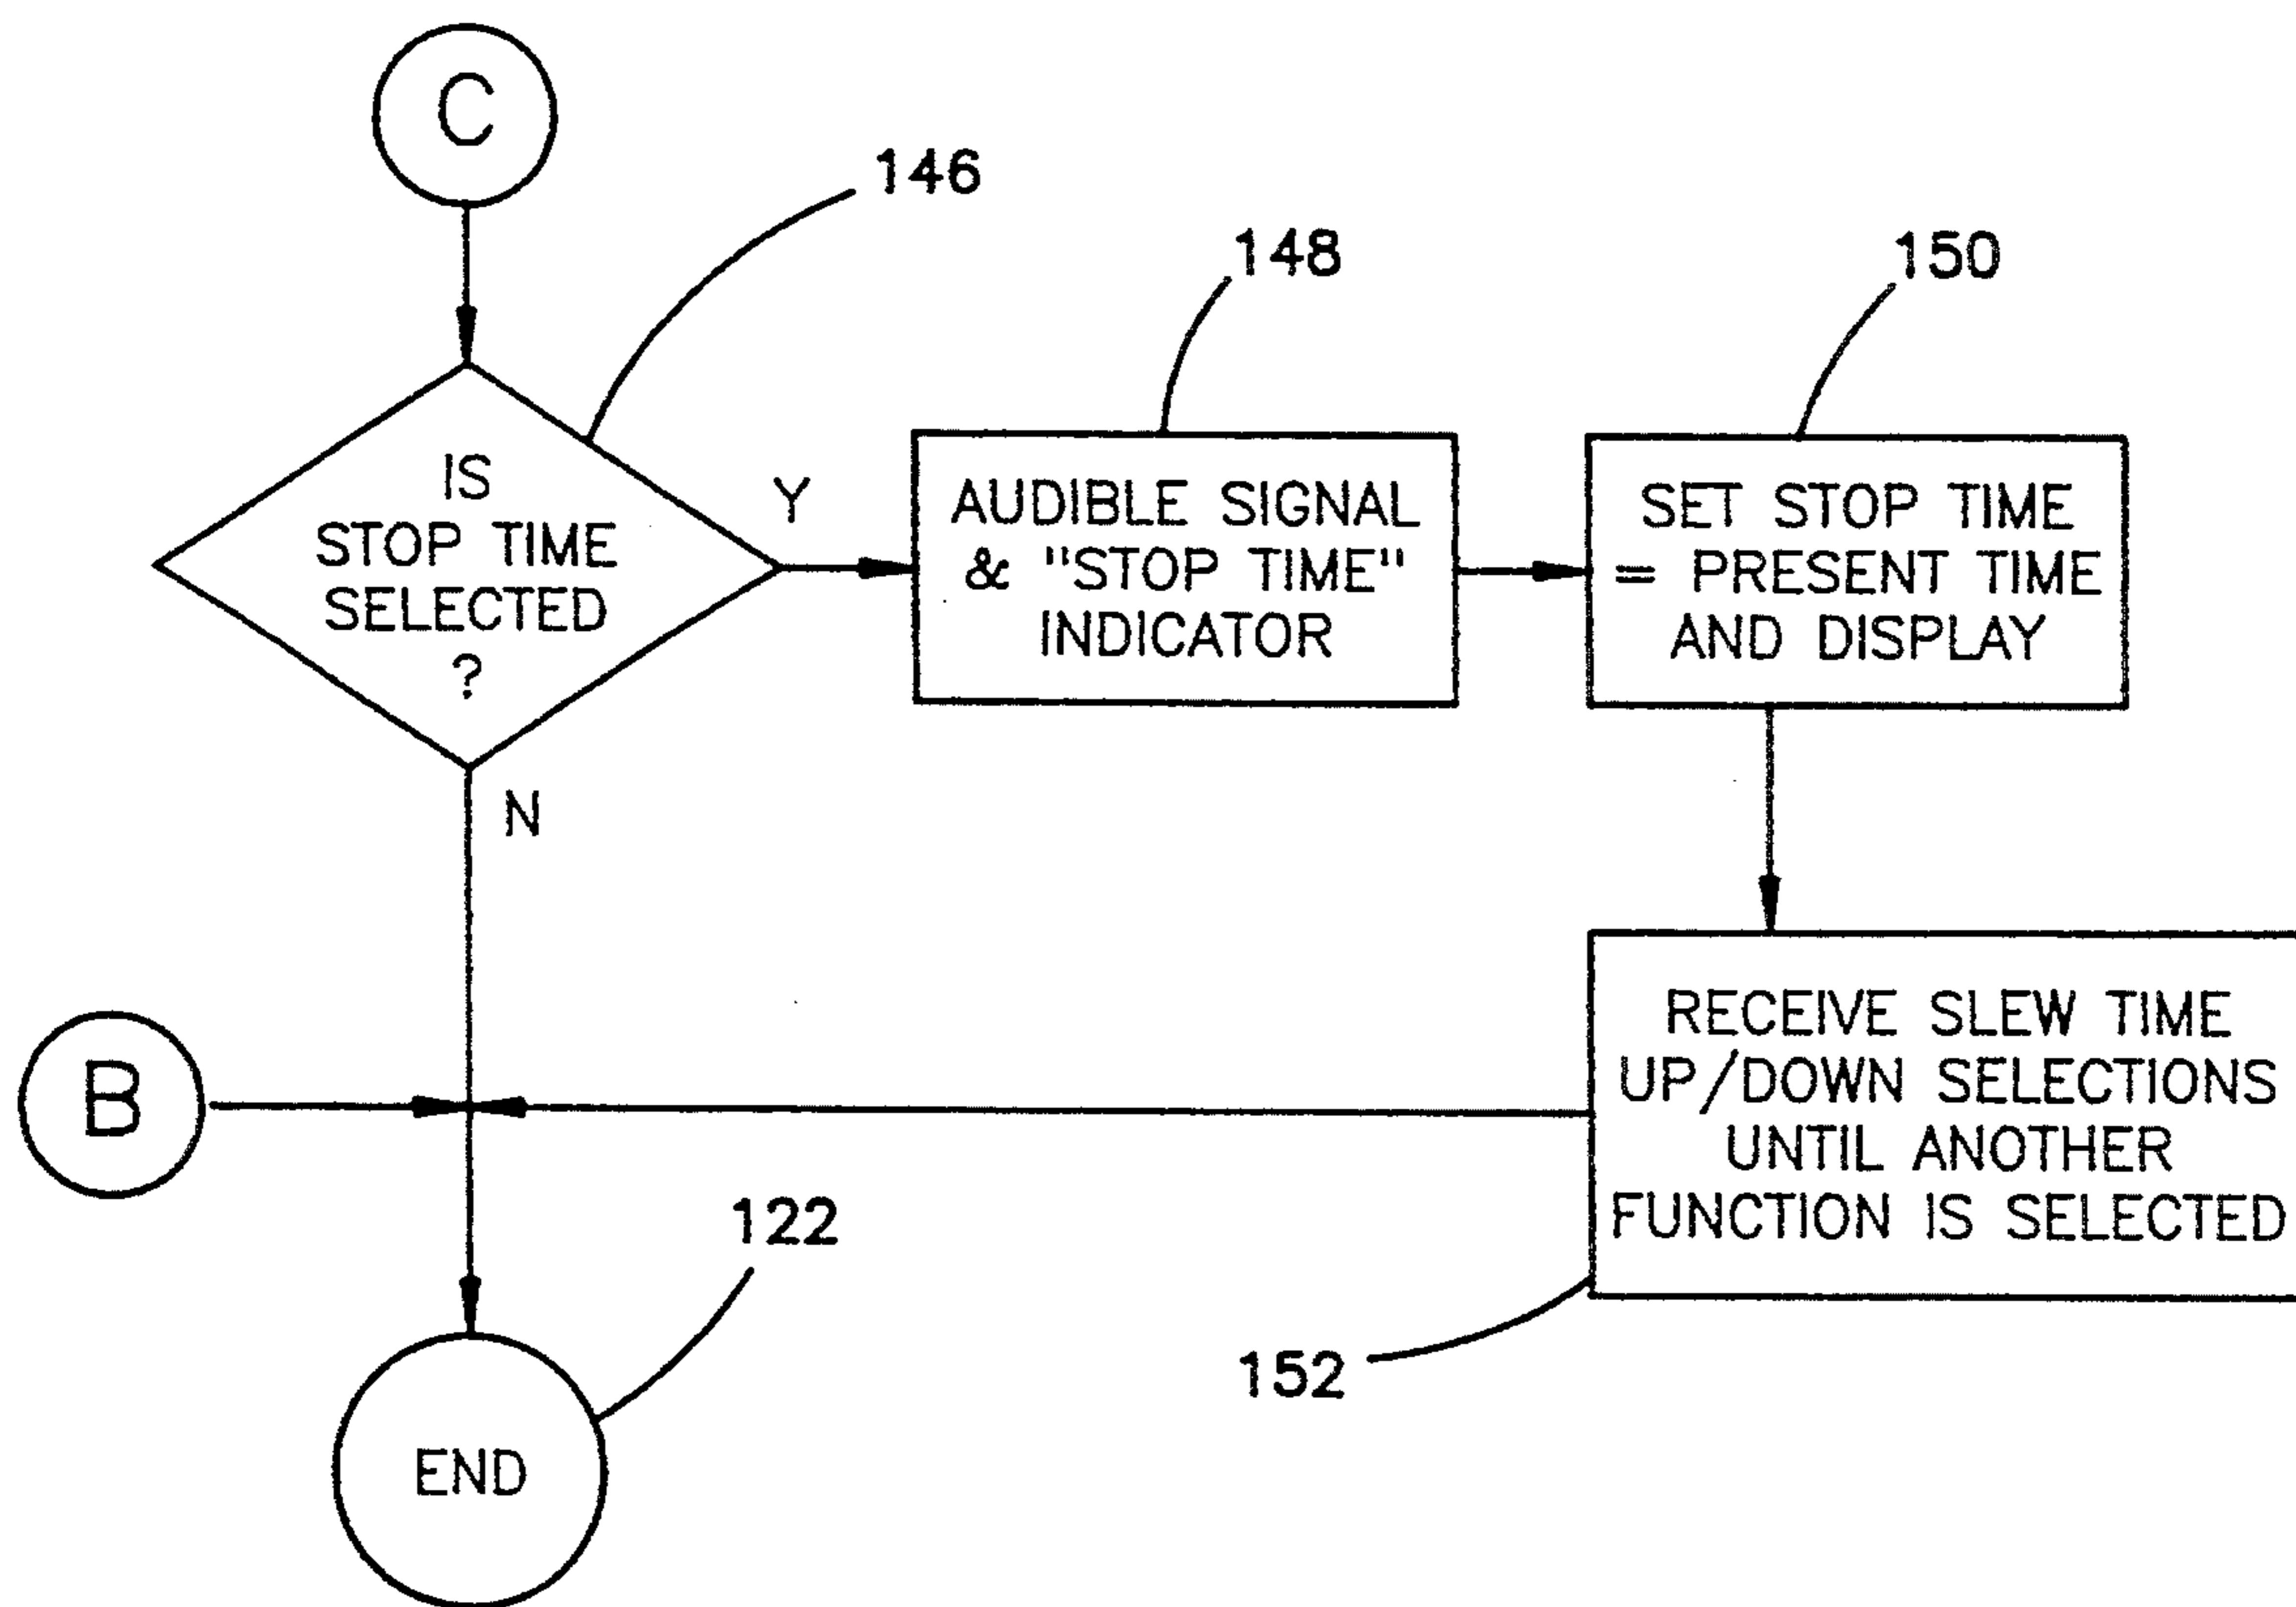 C
146
148
150
IS
STOP TIME
SELECTED
?
Y
AUDIBLE SIGNAL
& "STOP TIME"
INDICATOR
SET STOP TIME
= PRESENT TIME
AND DISPLAY
N
RECEIVE SLEW TIME
UP/DOWN SELECTIONS
UNTIL ANOTHER
FUNCTION IS SELECTED
B
122
152
END